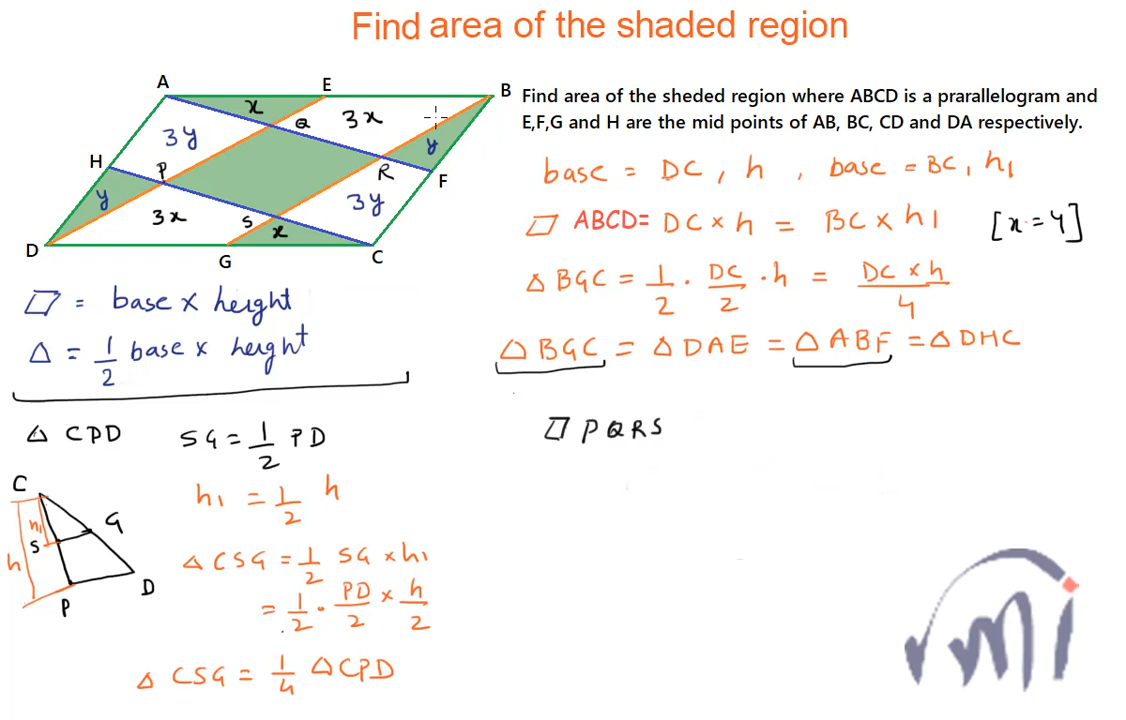 Find area of the shaded region
A E B
x Q 3x
3y
H P R y F
y 3x S x 3y
D G C
Find area of the sheded region where ABCD is a prarallelogram and
E,F,G and H are the mid points of AB, BC, CD and DA respectively.
base = DC, h , base = BC, h1
▱ ABCD= DC × h = BC × h1 [x = y]
△ BGC = 1/2 · DC/2 · h = DC × h/4
△ BGC = △ DAE = △ ABF = △ DHC
▱ = base × height
△ = 1/2 base × height
△ CPD SG = 1/2 PD
h1 = 1/2 h
△ CSG = 1/2 SG × h1
= 1/2 · PD/2 × h/2
△ CSG = 1/4 △ CPD
C
h1 G
S
h
D
P
▱ PQRS
mi